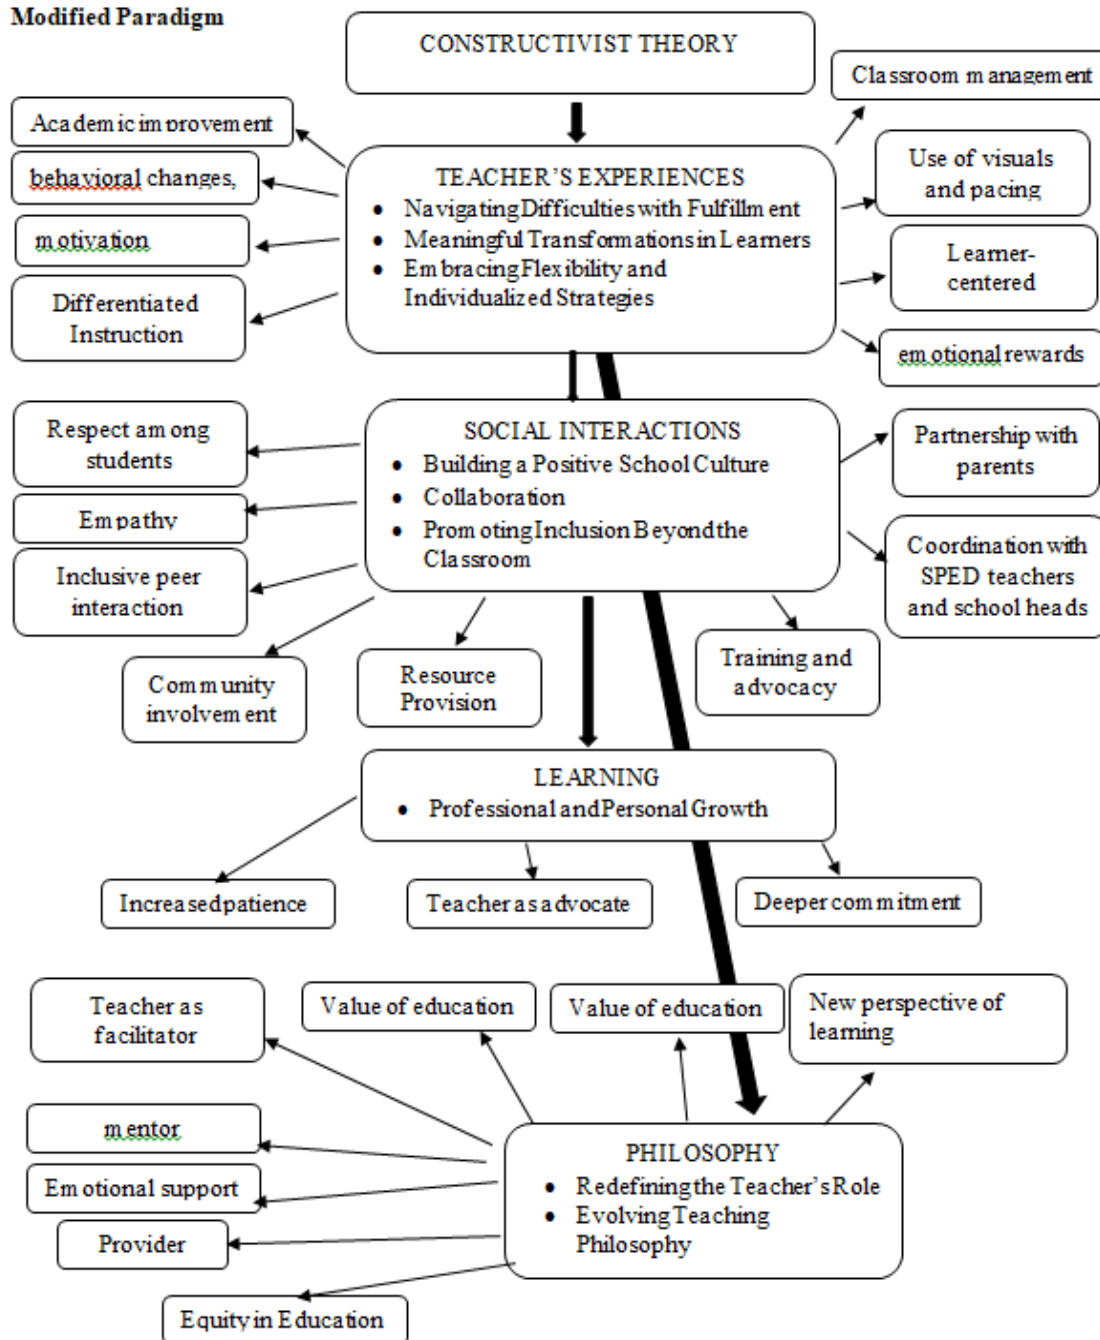 Modified Paradigm
CONSTRUCTIVIST THEORY
Classroom management
Academic improvement
behavioral changes,
motivation
Differentiated
Instruction
TEACHER'S EXPERIENCES
• Navigating Difficulties with Fulfillment
• Meaningful Transformations in Learners
• Embracing Flexibility and
Individualized Strategies
Use of visuals
and pacing
Learner-
centered
emotional rewards
Respect among
students
Empathy
Inclusive peer
interaction
SOCIAL INTERACTIONS
• Building a Positive School Culture
• Collaboration
• Promoting Inclusion Beyond the
Classroom
Partnership with
parents
Coordination with
SPED teachers
and school heads
Community
involvement
Resource
Provision
Training and
advocacy
LEARNING
• Professional and Personal Growth
Increased patience
Teacher as advocate
Deeper commitment
Teacher as
facilitator
Value of education
Value of education
New perspective of
learning
mentor
Emotional support
Provider
Equity in Education
PHILOSOPHY
• Redefining the Teacher's Role
• Evolving Teaching
Philosophy